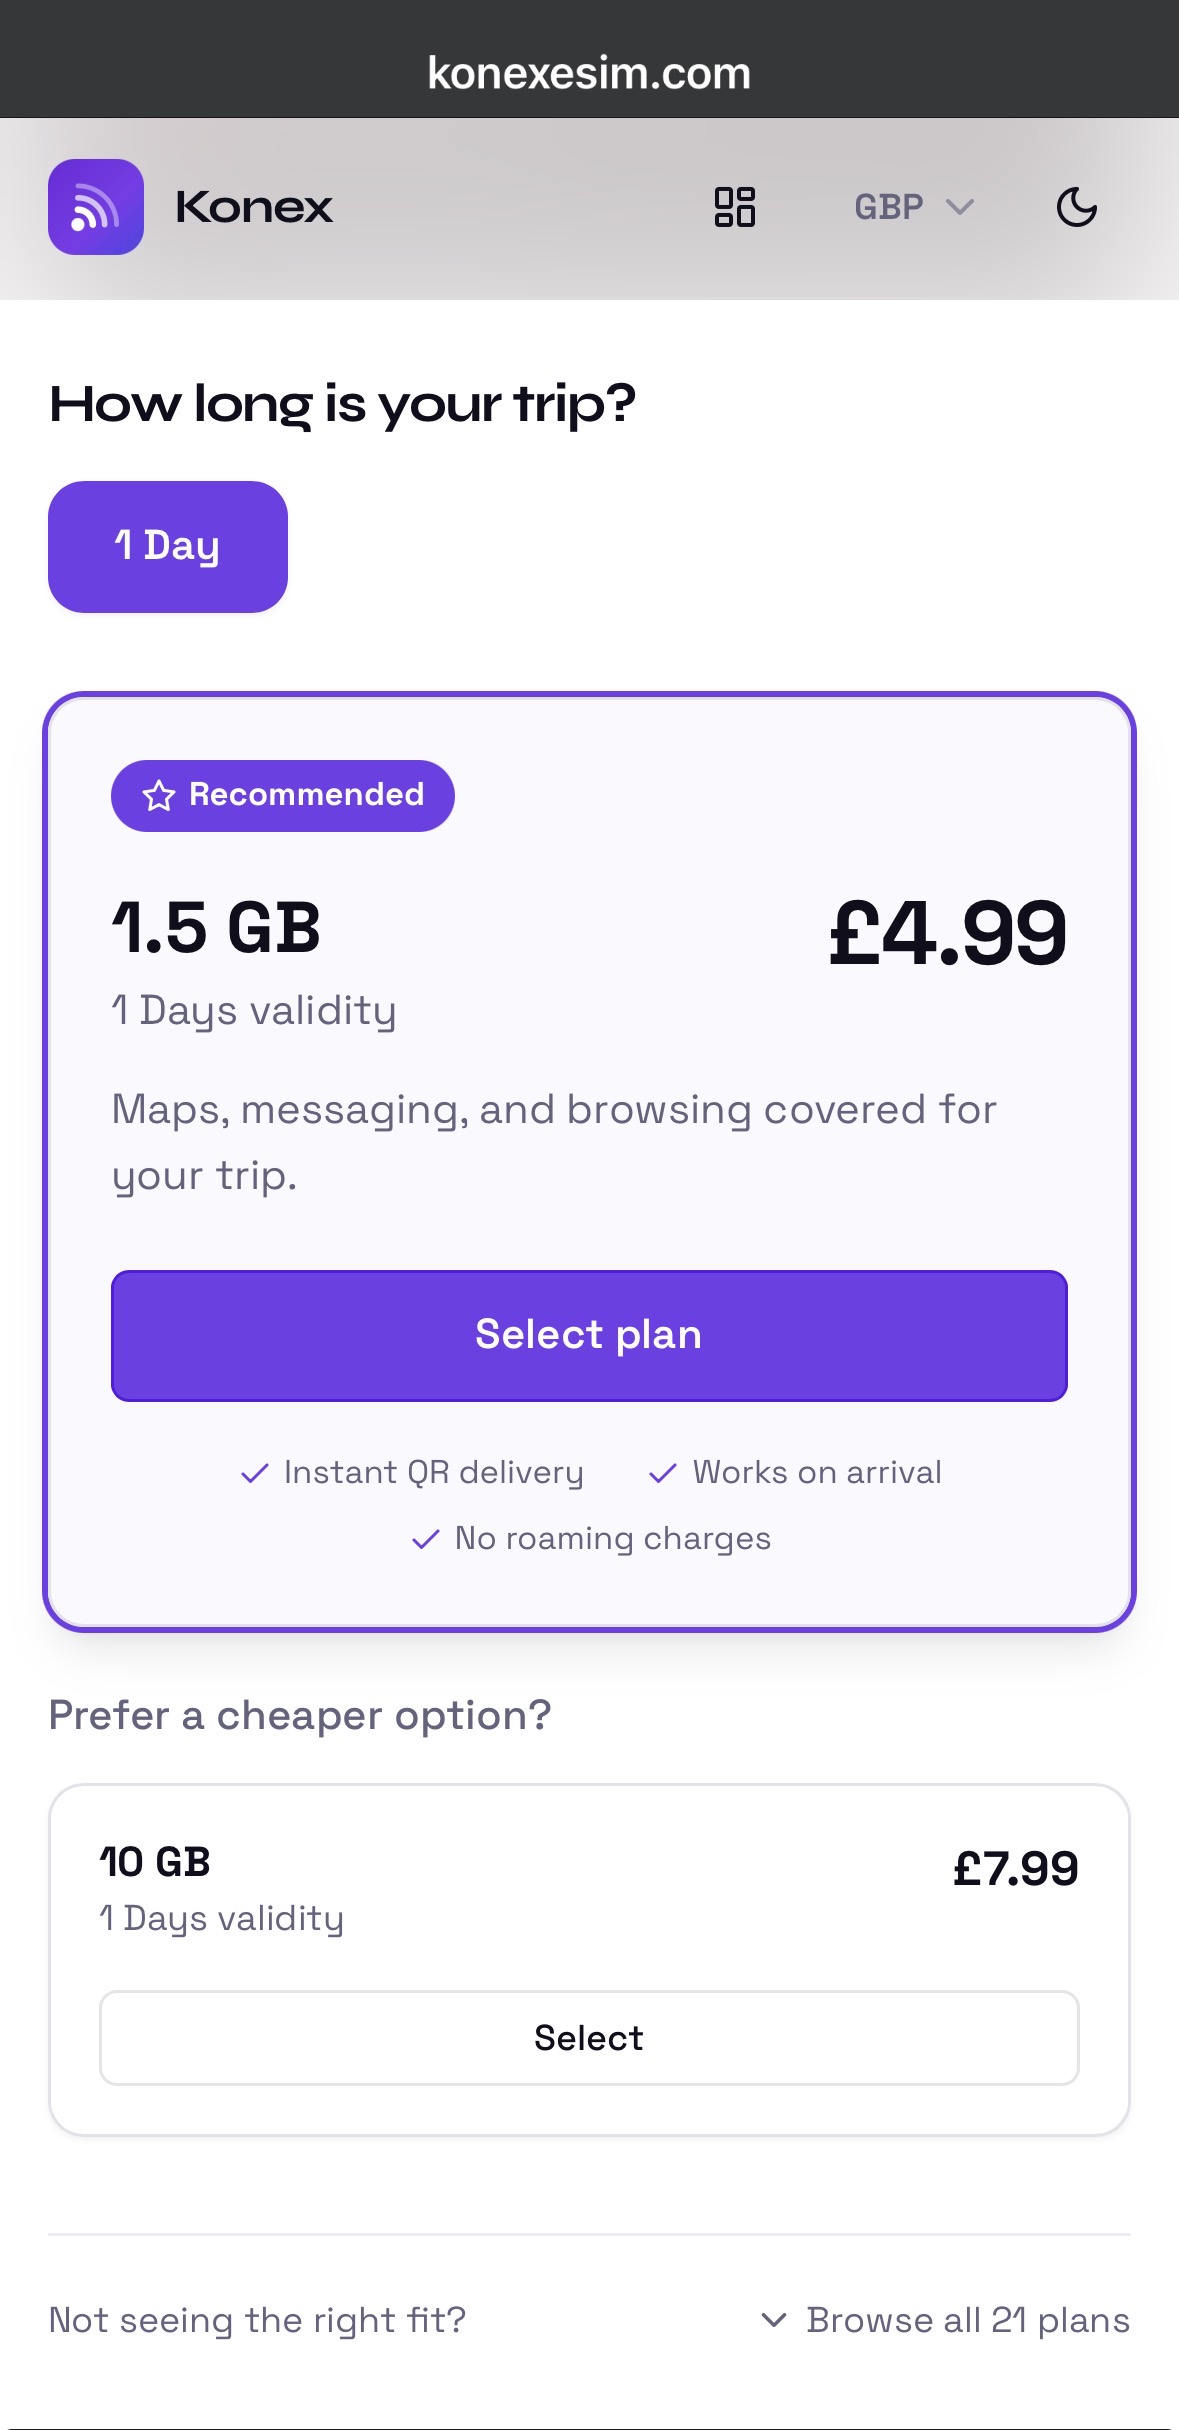 konexesim.com
Konex
GBP
How long is your trip?
1 Day
Recommended
1.5 GB
£4.99
1 Days validity
Maps, messaging, and browsing covered for
your trip.
Select plan
Instant QR delivery
Works on arrival
No roaming charges
Prefer a cheaper option?
10 GB
£7.99
1 Days validity
Select
Not seeing the right fit?
Browse all 21 plans